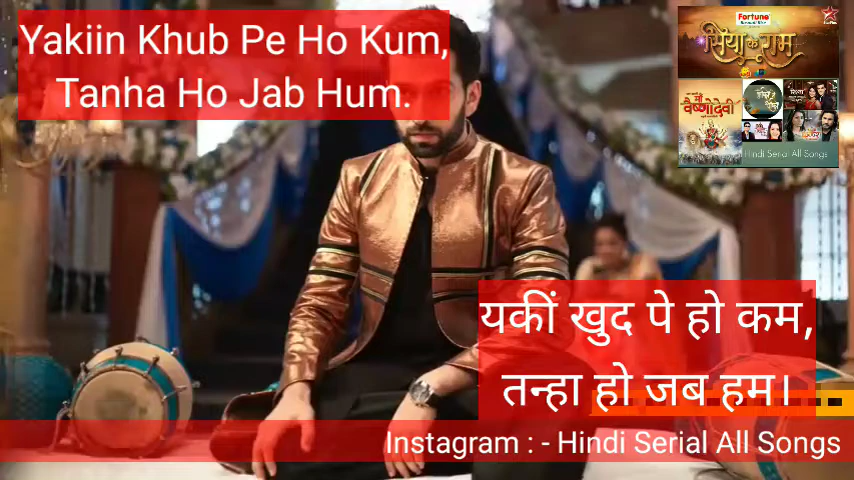 Yakiin Khub Pe Ho Kum,
Tanha Ho Jab Hum.
Fortune
सिया के राम
माँ
वैष्णोदेवी
Hindi Serial All Songs
यकीं खुद पे हो कम,
तन्हा हो जब हम।
Instagram : - Hindi Serial All Songs